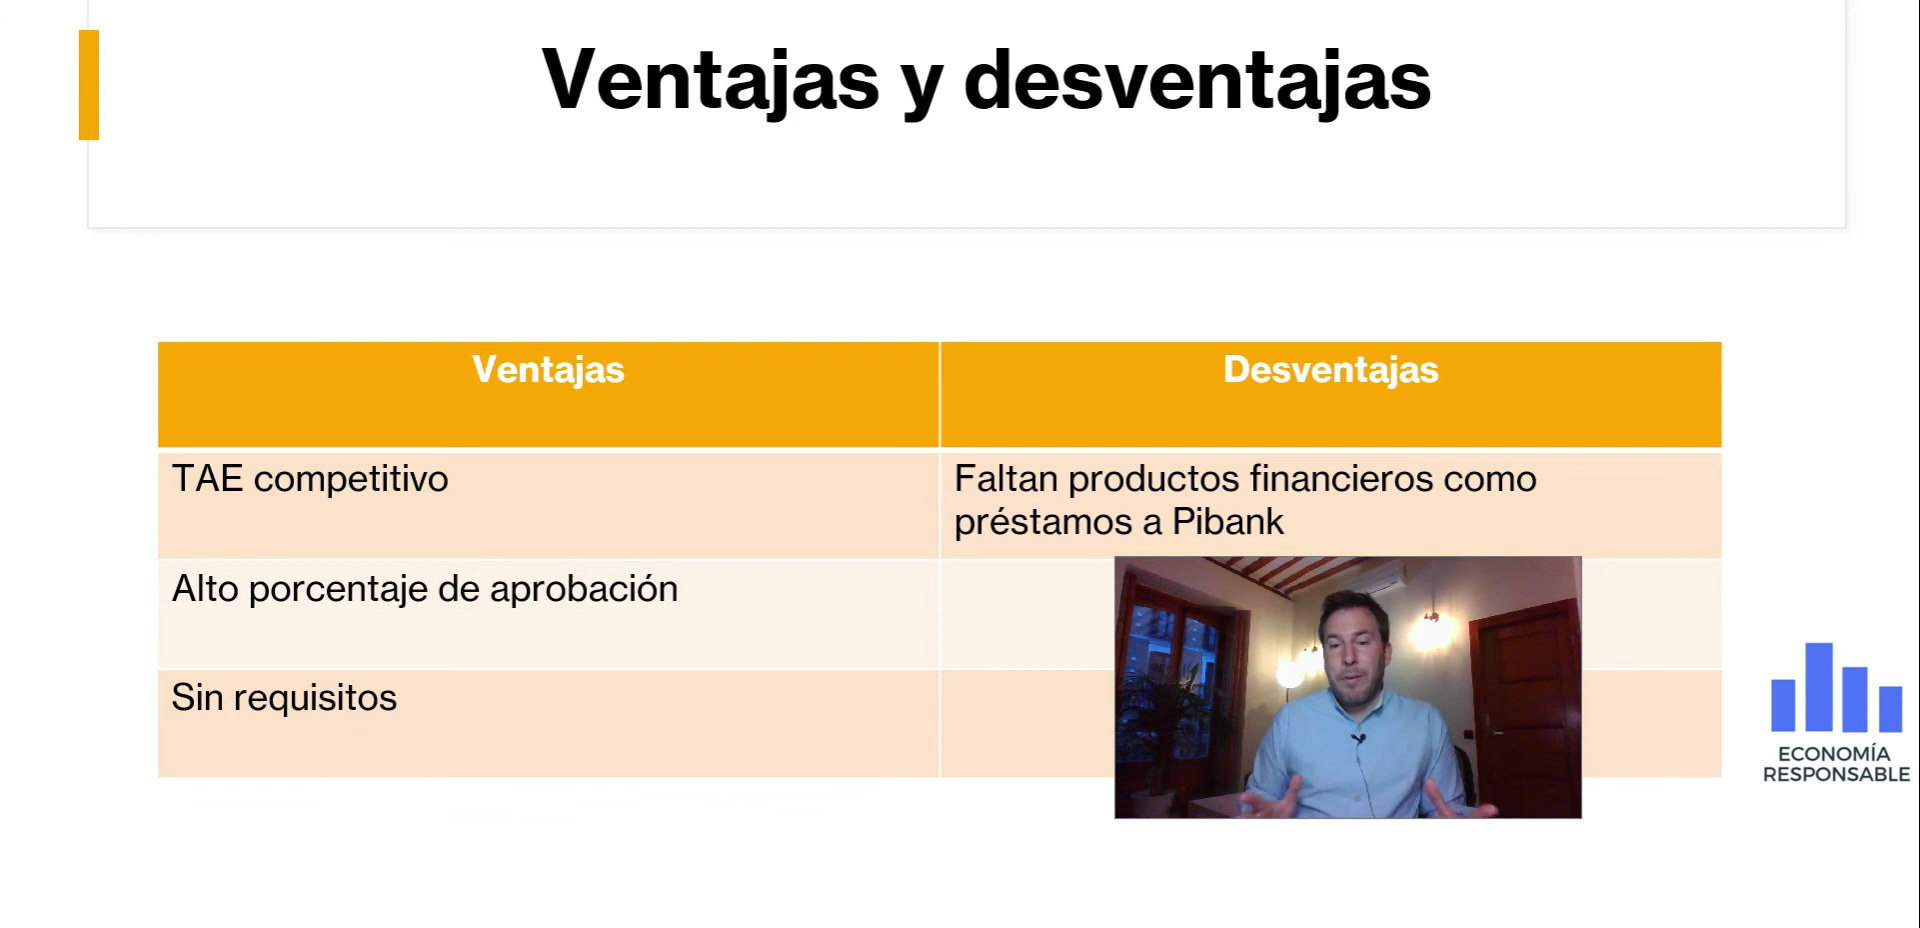 Ventajas y desventajas
Ventajas
Desventajas
TAE competitivo
Faltan productos financieros como
préstamos a Pibank
Alto porcentaje de aprobación
Sin requisitos
ECONOMÍA
RESPONSABLE